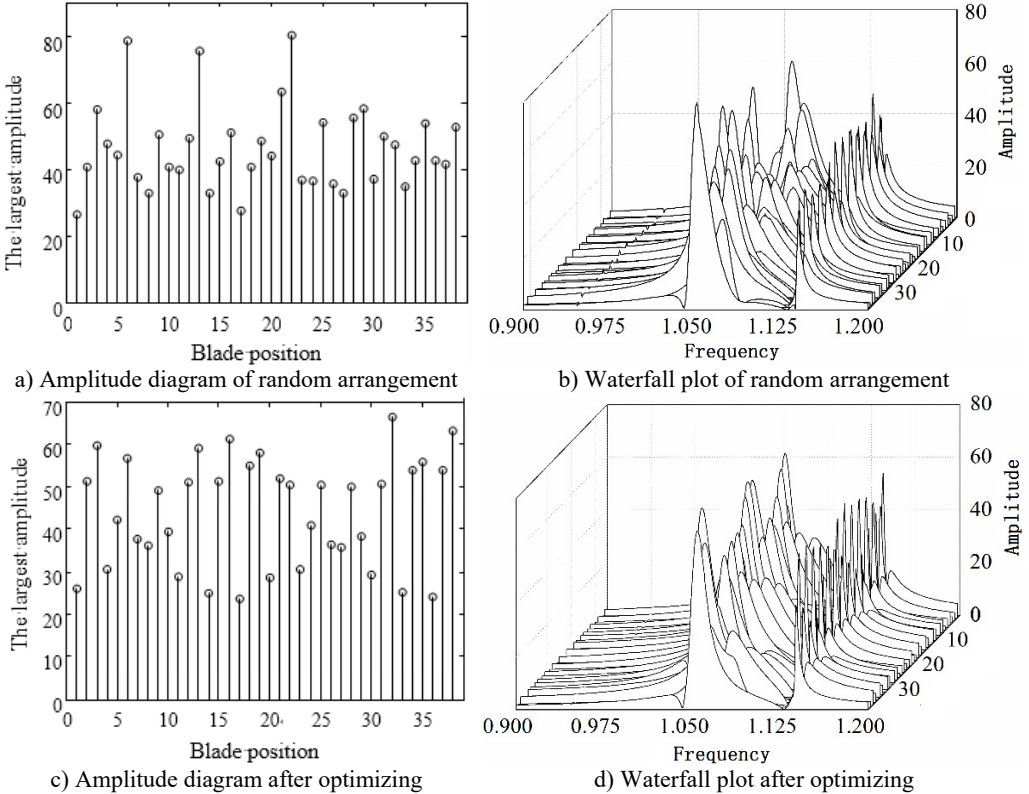 80
60
40
20
0
The largest amplitude
0 5 10 15 20 25 30 35
Blade position
80
60
40
20
0
Amplitude
10
20
30
0.900 0.975 1.050 1.125 1.200
Frequency
a) Amplitude diagram of random arrangement
b) Waterfall plot of random arrangement
70
60
50
40
30
20
10
0
The largest amplitude
0 5 10 15 20 25 30 35
Blade position
80
60
40
20
0
Amplitude
10
20
30
0.900 0.975 1.050 1.125 1.200
Frequency
c) Amplitude diagram after optimizing
d) Waterfall plot after optimizing